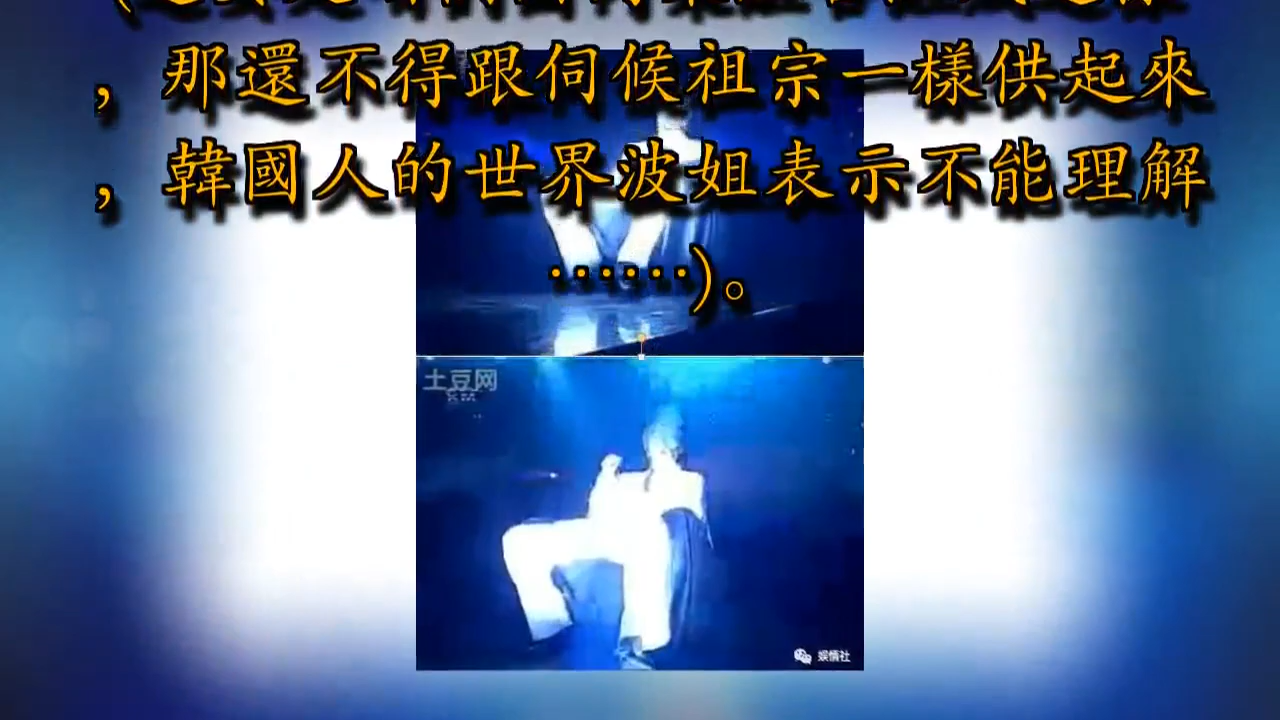 ，那還不得跟伺候祖宗一樣供起來
，韓國人的世界波姐表示不能理解
……)。
土豆网
娱情社